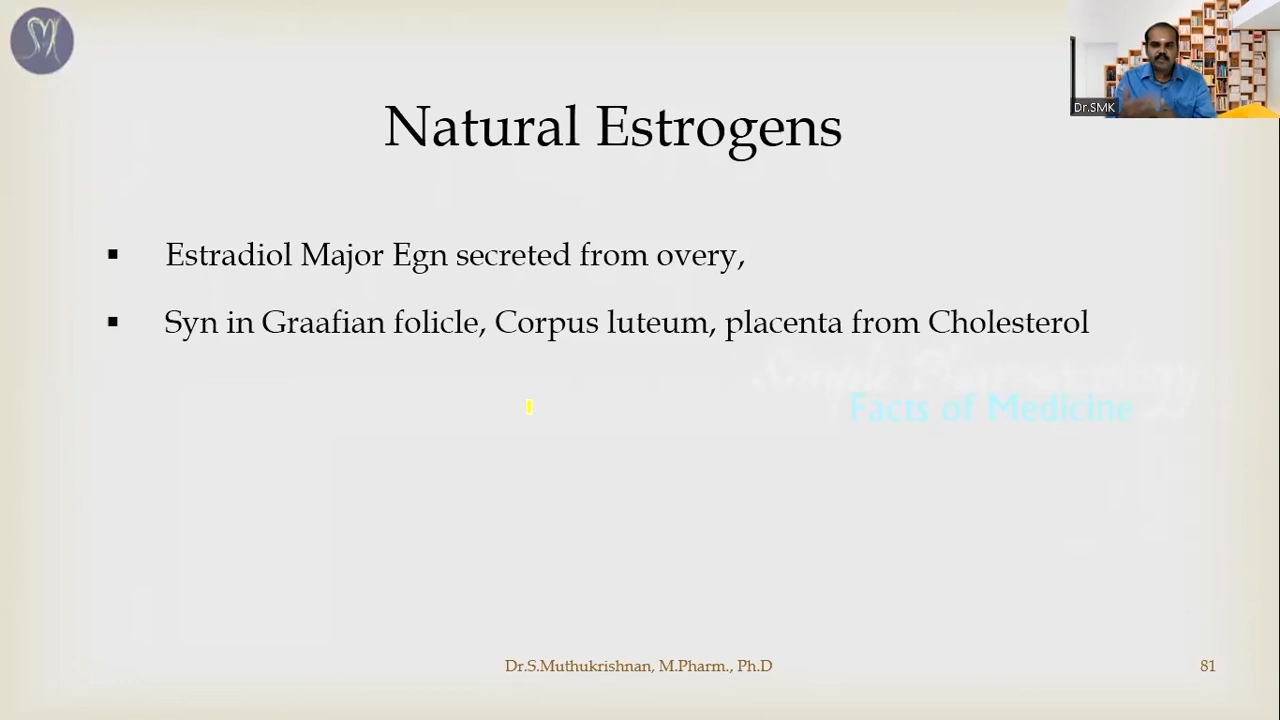 Dr.SMK
Natural Estrogens
▪ Estradiol Major Egn secreted from overy,
▪ Syn in Graafian folicle, Corpus luteum, placenta from Cholesterol
Facts of Medicine
Dr.S.Muthukrishnan, M.Pharm., Ph.D
81